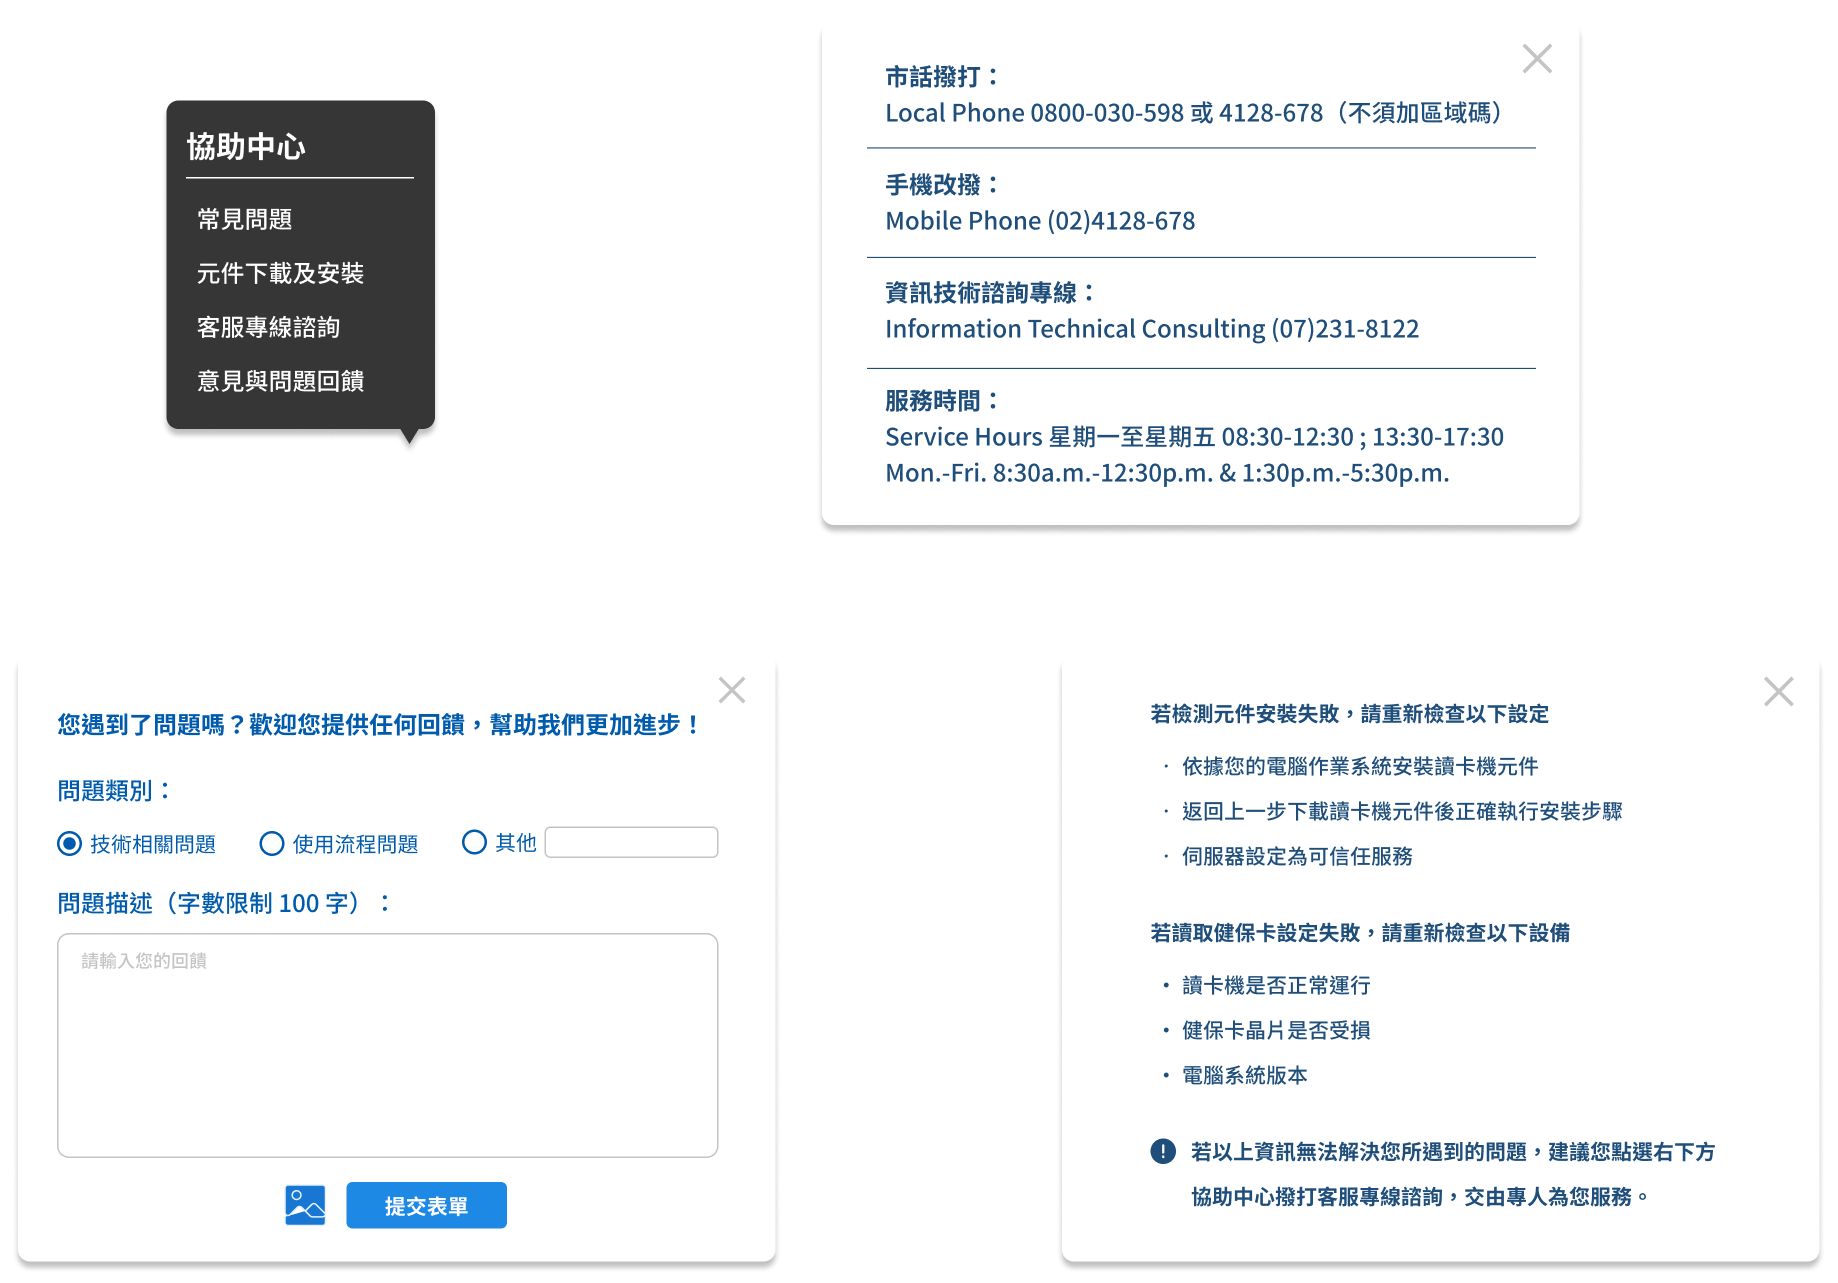 協助中心
常見問題
元件下載及安裝
客服專線諮詢
意見與問題回饋
市話撥打：
Local Phone 0800-030-598 或 4128-678（不須加區域碼）
手機改撥：
Mobile Phone (02)4128-678
資訊技術諮詢專線：
Information Technical Consulting (07)231-8122
服務時間：
Service Hours 星期一至星期五 08:30-12:30 ; 13:30-17:30
Mon.-Fri. 8:30a.m.-12:30p.m. & 1:30p.m.-5:30p.m.
您遇到了問題嗎？歡迎您提供任何回饋，幫助我們更加進步！
問題類別：
技術相關問題 使用流程問題 其他
問題描述（字數限制 100 字）：
請輸入您的回饋
提交表單
若檢測元件安裝失敗，請重新檢查以下設定
· 依據您的電腦作業系統安裝讀卡機元件
· 返回上一步下載讀卡機元件後正確執行安裝步驟
· 伺服器設定為可信任服務
若讀取健保卡設定失敗，請重新檢查以下設備
• 讀卡機是否正常運行
• 健保卡晶片是否受損
• 電腦系統版本
若以上資訊無法解決您所遇到的問題，建議您點選右下方
協助中心撥打客服專線諮詢，交由專人為您服務。